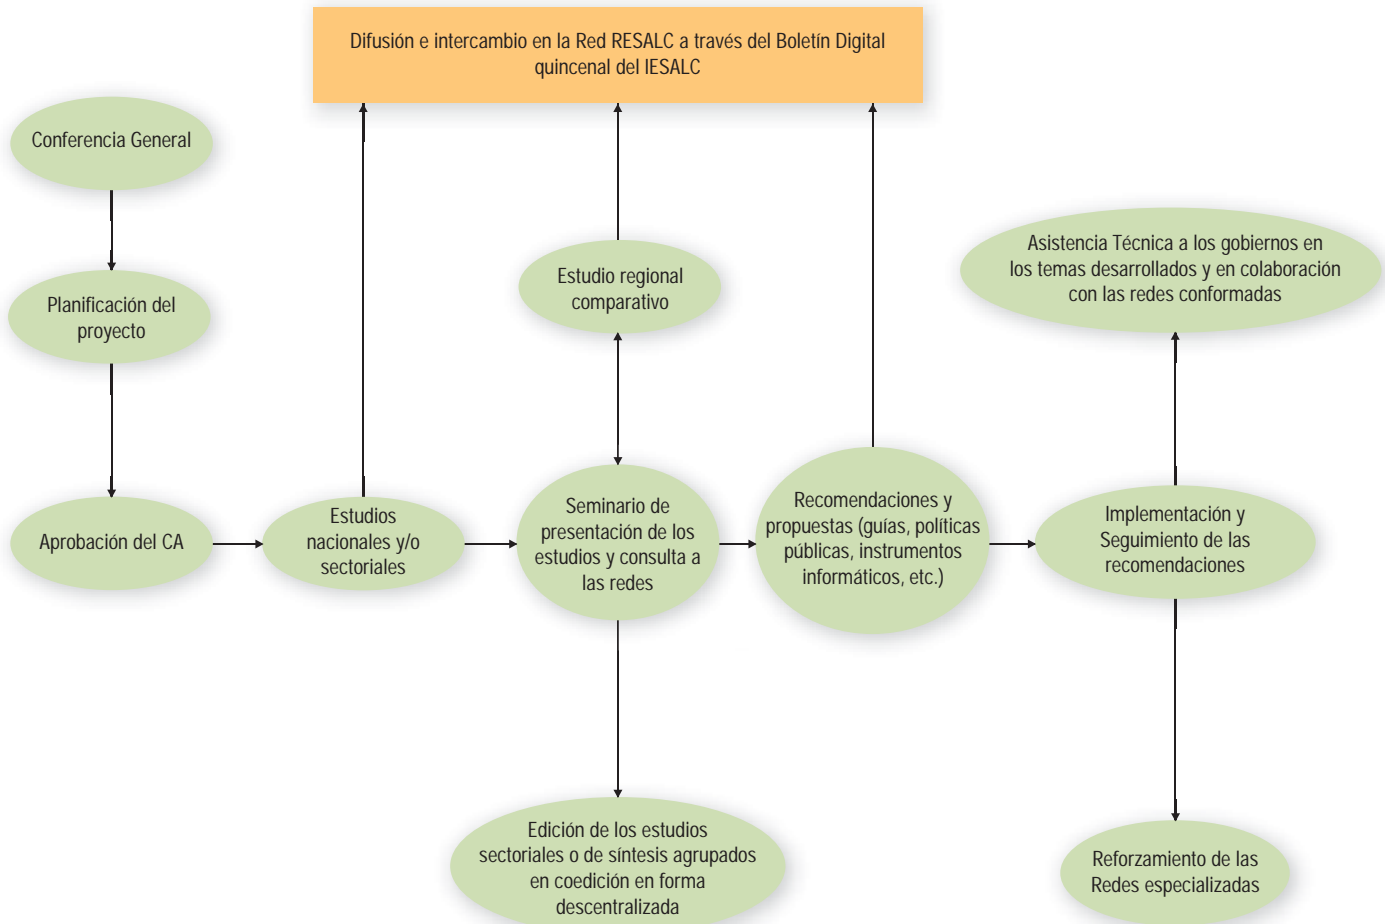 Difusión e intercambio en la Red RESALC a través del Boletín Digital
quincenal del IESALC
Conferencia General
Planificación del
proyecto
Aprobación del CA
Estudios
nacionales y/o
sectoriales
Estudio regional
comparativo
Seminario de
presentación de los
estudios y consulta a
las redes
Edición de los estudios
sectoriales o de síntesis agrupados
en coedición en forma
descentralizada
Recomendaciones y
propuestas (guías, políticas
públicas, instrumentos
informáticos, etc.)
Asistencia Técnica a los gobiernos en
los temas desarrollados y en colaboración
con las redes conformadas
Implementación y
Seguimiento de las
recomendaciones
Reforzamiento de las
Redes especializadas